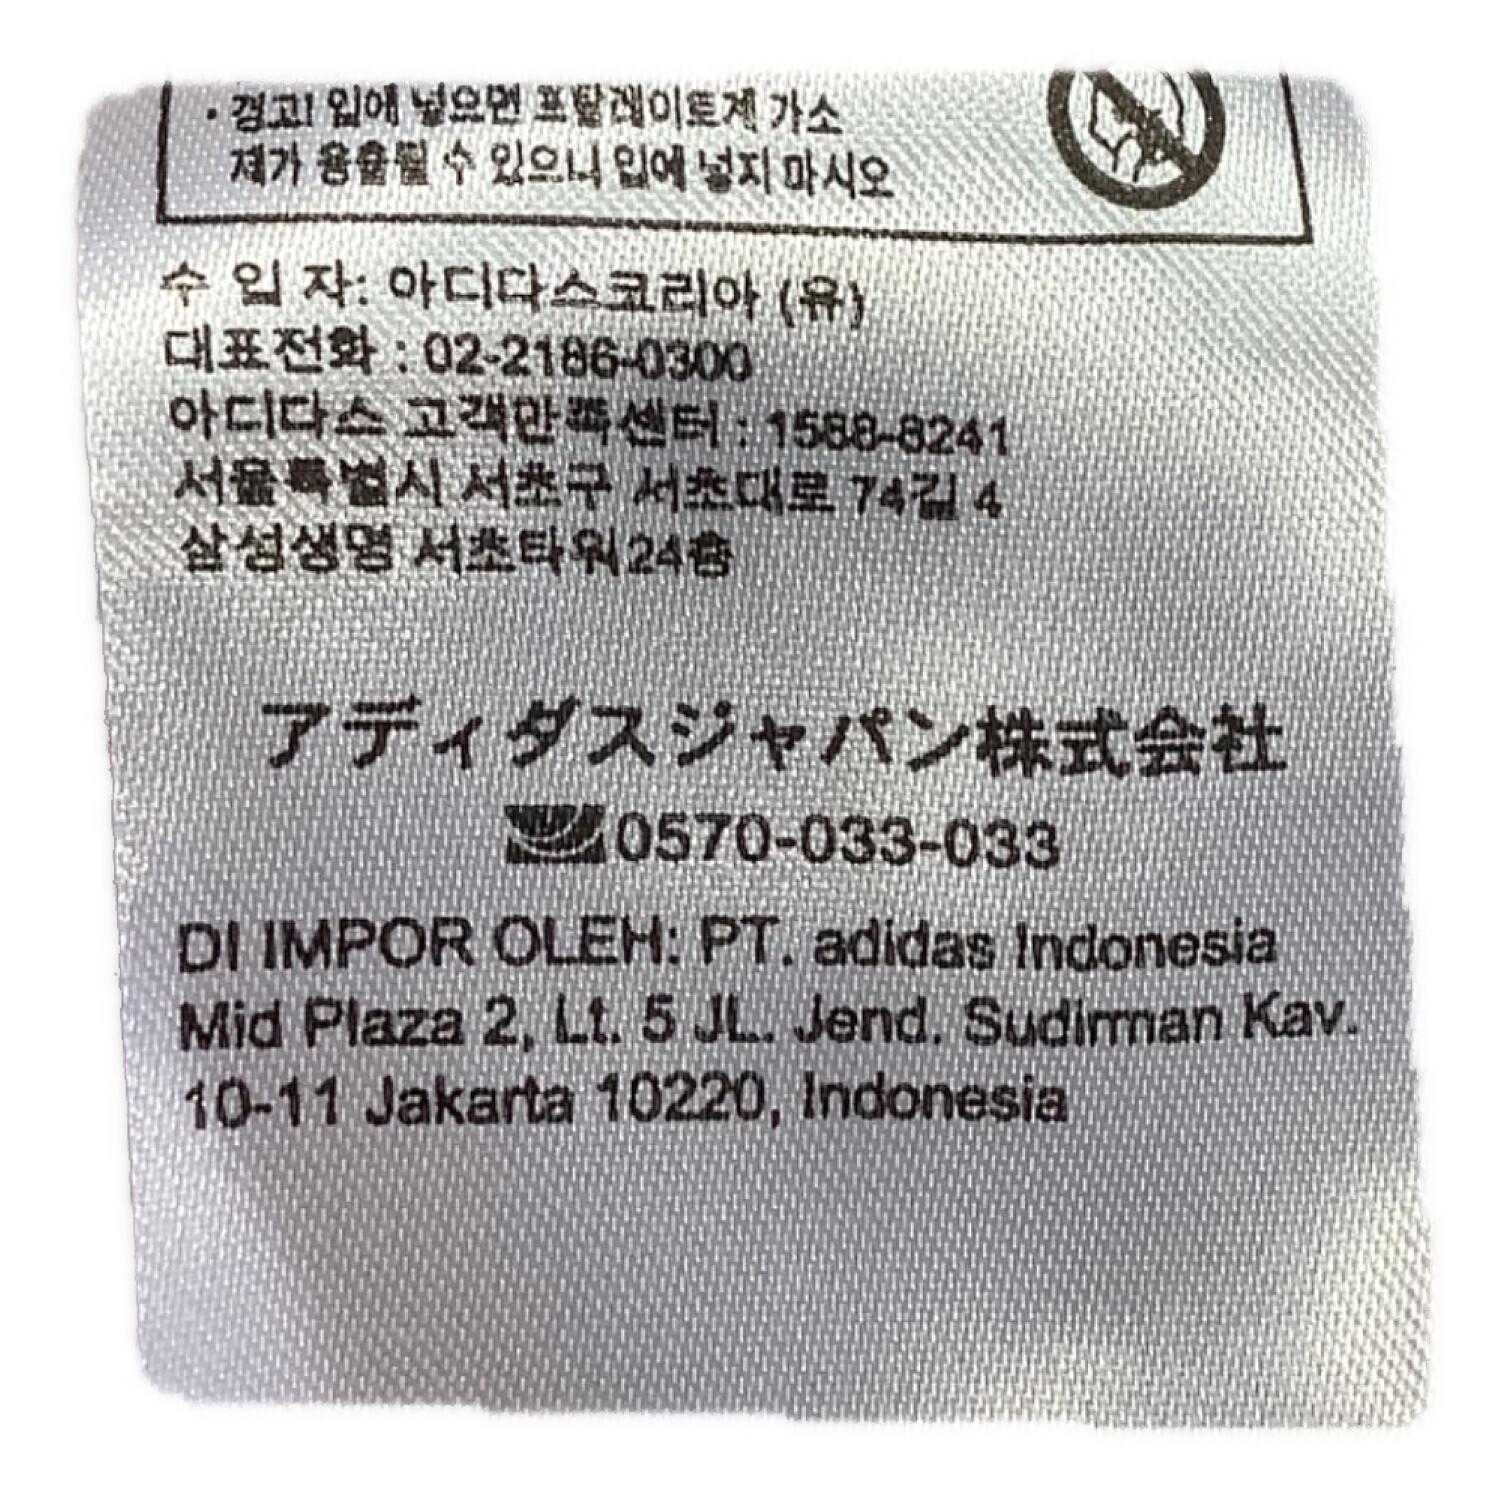 · 경고! 입에 넣으면 프탈레이트계 가소
제가 용출될 수 있으니 입에 넣지 마시오
수 입 자: 아디다스코리아 (유)
대표전화 : 02-2186-0300
아디다스 고객만족센터 : 1588-8241
서울특별시 서초구 서초대로 74길 4
삼성생명 서초타워24층
アディダスジャパン株式会社
0570-033-033
DI IMPOR OLEH: PT. adidas Indonesia
Mid Plaza 2, Lt. 5 JL. Jend. Sudirman Kav.
10-11 Jakarta 10220, Indonesia